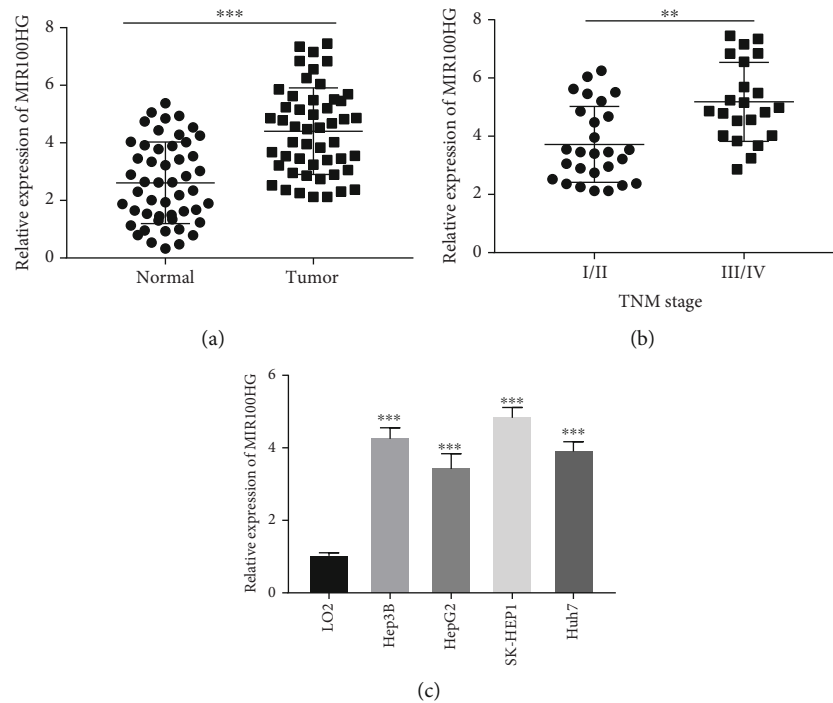 Relative expression of MIR100HG
8
6
4
2
0
***
Normal
Tumor
(a)
Relative expression of MIR100HG
8
6
4
2
0
**
I/II
III/IV
TNM stage
(b)
Relative expression of MIR100HG
6
4
2
0
***
***
***
***
LO2
Hep3B
HepG2
SK-HEP1
Huh7
(c)